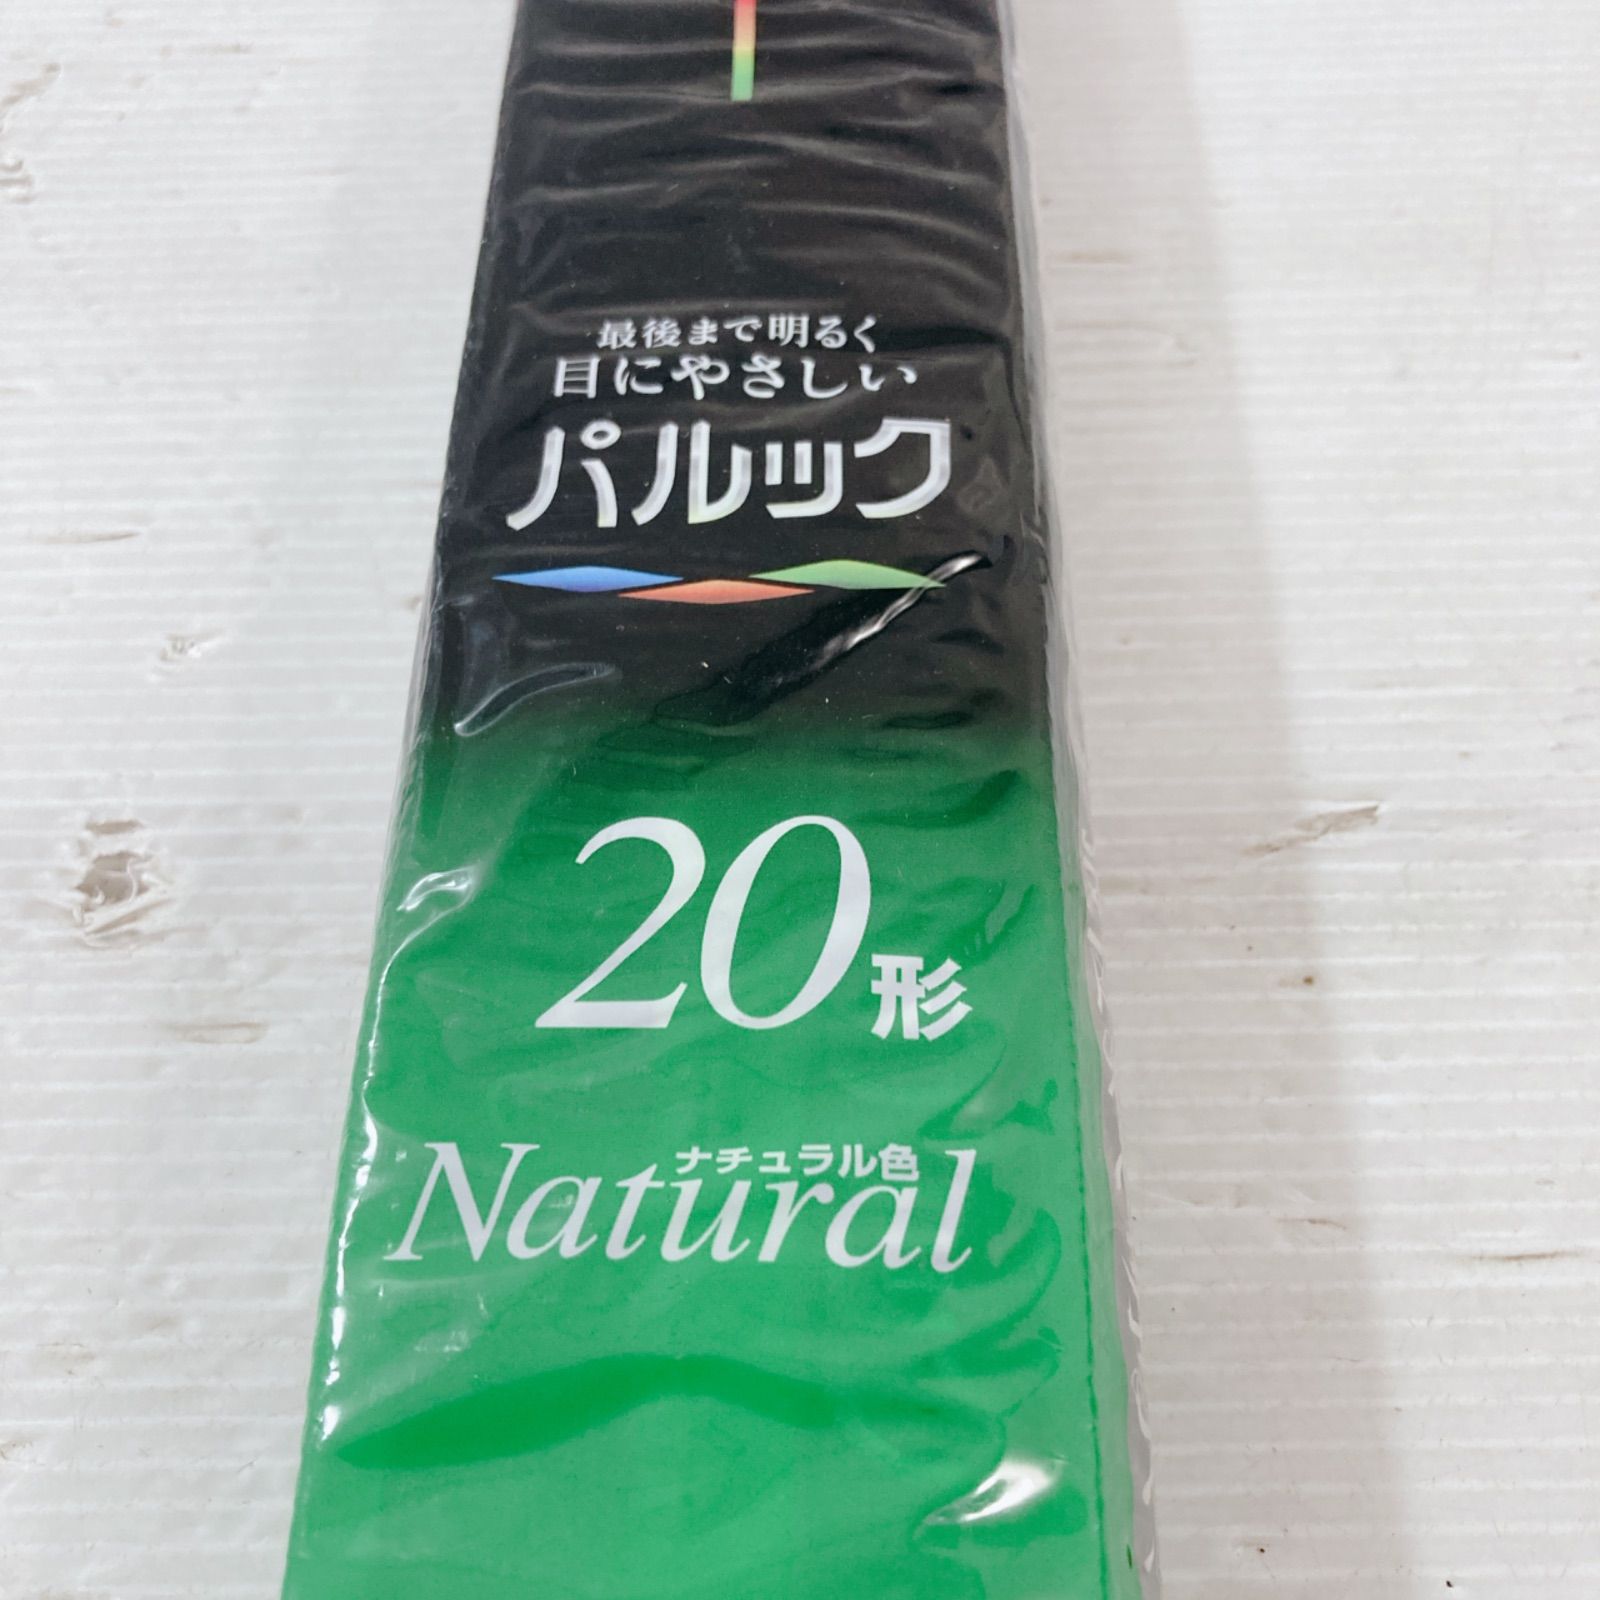 最後まで明るく
目にやさしい
パルック
20形
ナチュラル色
Natural